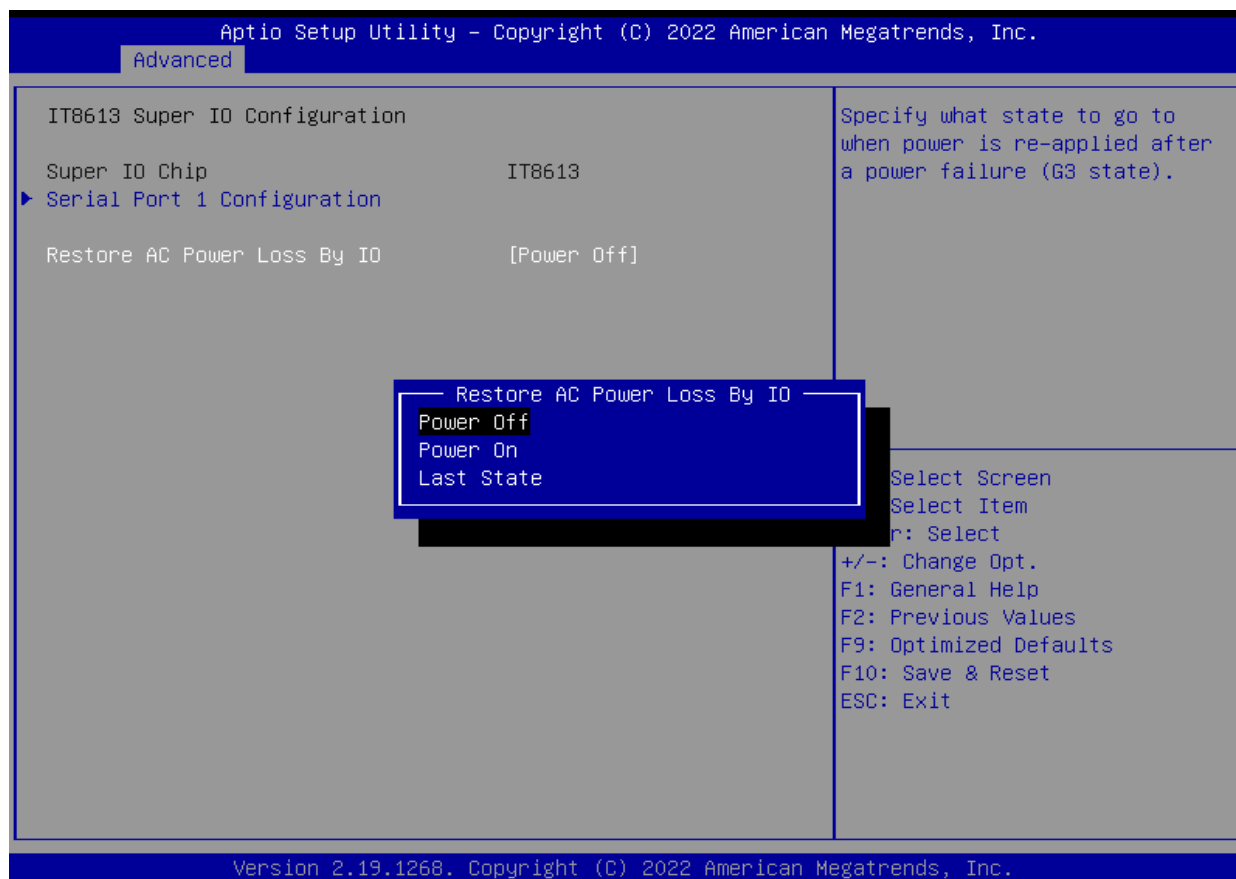 Aptio Setup Utility – Copyright (C) 2022 American Megatrends, Inc.
Advanced
IT8613 Super IO Configuration
Super IO Chip IT8613
Serial Port 1 Configuration
Restore AC Power Loss By IO [Power Off]
Specify what state to go to
when power is re-applied after
a power failure (G3 state).
Restore AC Power Loss By IO
Power Off
Power On
Last State
Select Screen
Select Item
r: Select
+/-: Change Opt.
F1: General Help
F2: Previous Values
F9: Optimized Defaults
F10: Save & Reset
ESC: Exit
Version 2.19.1268. Copyright (C) 2022 American Megatrends, Inc.